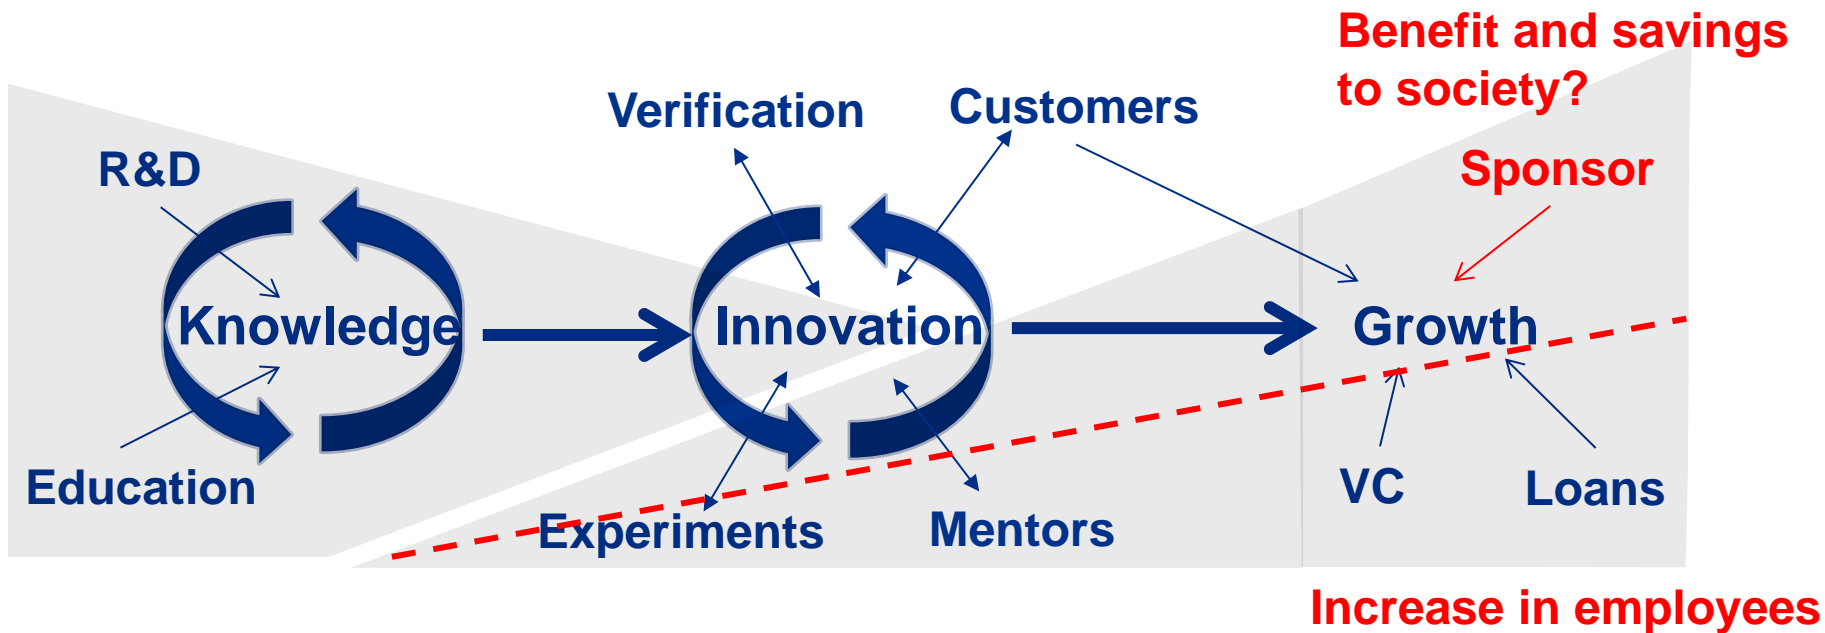 Benefit and savings
to society?
Verification
Customers
R&D
Sponsor
Knowledge
Innovation
Growth
Education
Experiments
Mentors
VC
Loans
Increase in employees